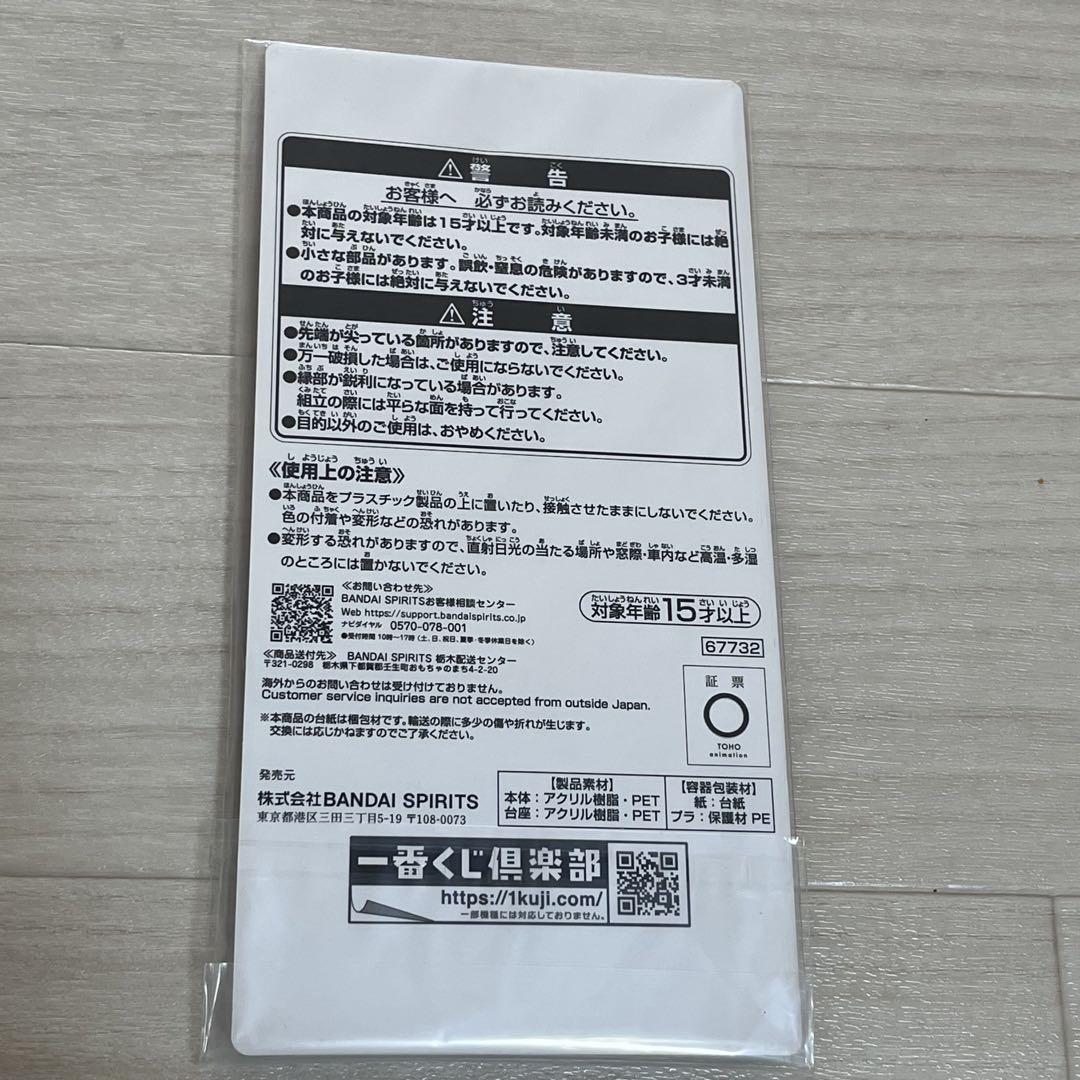 ⚠警告
お客様へ 必ずお読みください。
●本商品の対象年齢は15才以上です。対象年齢未満のお子様には絶
対に与えないでください。
●小さな部品があります。誤飲・窒息の危険がありますので、3才未満
のお子様には絶対に与えないでください。
⚠注意
●先端が尖っている箇所がありますので、注意してください。
●万一破損した場合は、ご使用にならないでください。
●縁部が鋭利になっている場合があります。
組立の際には平らな面を持って行ってください。
●目的以外のご使用は、おやめください。
《使用上の注意》
●本商品をプラスチック製品の上に置いたり、接触させたままにしないでください。
色の付着や変形などの恐れがあります。
●変形する恐れがありますので、直射日光の当たる場所や窓際・車内など高温・多湿
のところには置かないでください。
≪お問い合わせ先≫
BANDAI SPIRITSお客様相談センター
Web https://support.bandaispirits.co.jp
ナビダイヤル 0570-078-001
●受付時間 10時〜17時(土、日、祝日、夏季・冬季休業日を除く)
対象年齢15才以上
67732
≪商品送付先≫ BANDAI SPIRITS 栃木配送センター
〒321-0298 栃木県下都賀郡壬生町おもちゃのまち4-2-20
海外からのお問い合わせは受け付けておりません。
Customer service inquiries are not accepted from outside Japan.
※本商品の台紙は梱包材です。輸送の際に多少の傷や折れが生じます。
交換には応じかねますのでご了承ください。
証票
TOHO
animation
発売元
株式会社BANDAI SPIRITS
東京都港区三田三丁目5-19 〒108-0073
【製品素材】
本体：アクリル樹脂・PET
台座：アクリル樹脂・PET
【容器包装材】
紙：台紙
プラ：保護材 PE
一番くじ倶楽部
https://1kuji.com/
一部機種には対応しておりません。